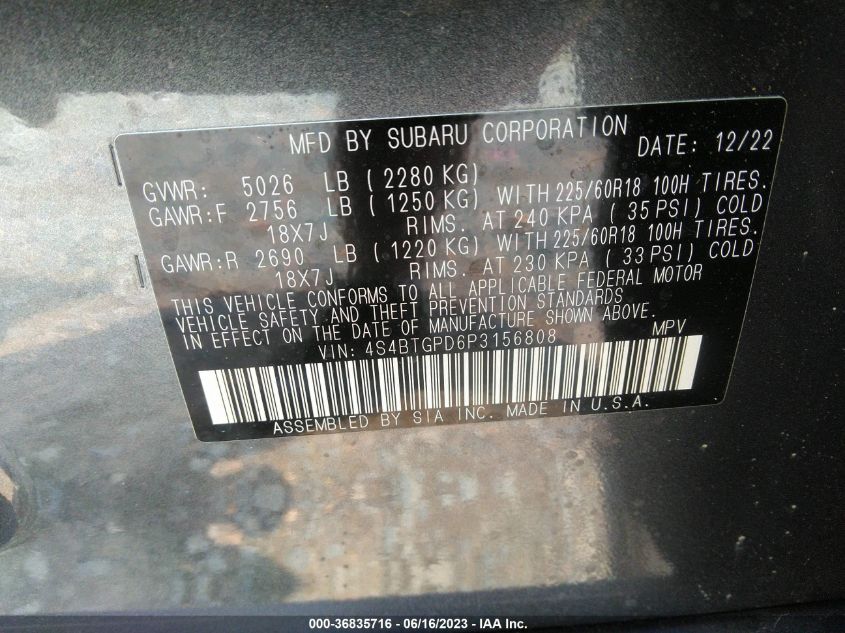 MFD BY SUBARU CORPORATION DATE: 12/22
GVWR: 5026 LB ( 2280 KG)
GAWR:F 2756 LB ( 1250 KG) WITH 225/60R18 100H TIRES.
18X7J RIMS. AT 240 KPA ( 35 PSI) COLD
GAWR:R 2690 LB ( 1220 KG) WITH 225/60R18 100H TIRES.
18X7J RIMS. AT 230 KPA ( 33 PSI) COLD
THIS VEHICLE CONFORMS TO ALL APPLICABLE FEDERAL MOTOR
VEHICLE SAFETY AND THEFT PREVENTION STANDARDS
IN EFFECT ON THE DATE OF MANUFACTURE SHOWN ABOVE.
VIN: 4S4BTGPD6P3156808 MPV
ASSEMBLED BY SIA INC. MADE IN U.S.A.
000-36835716 - 06/16/2023 - IAA Inc.